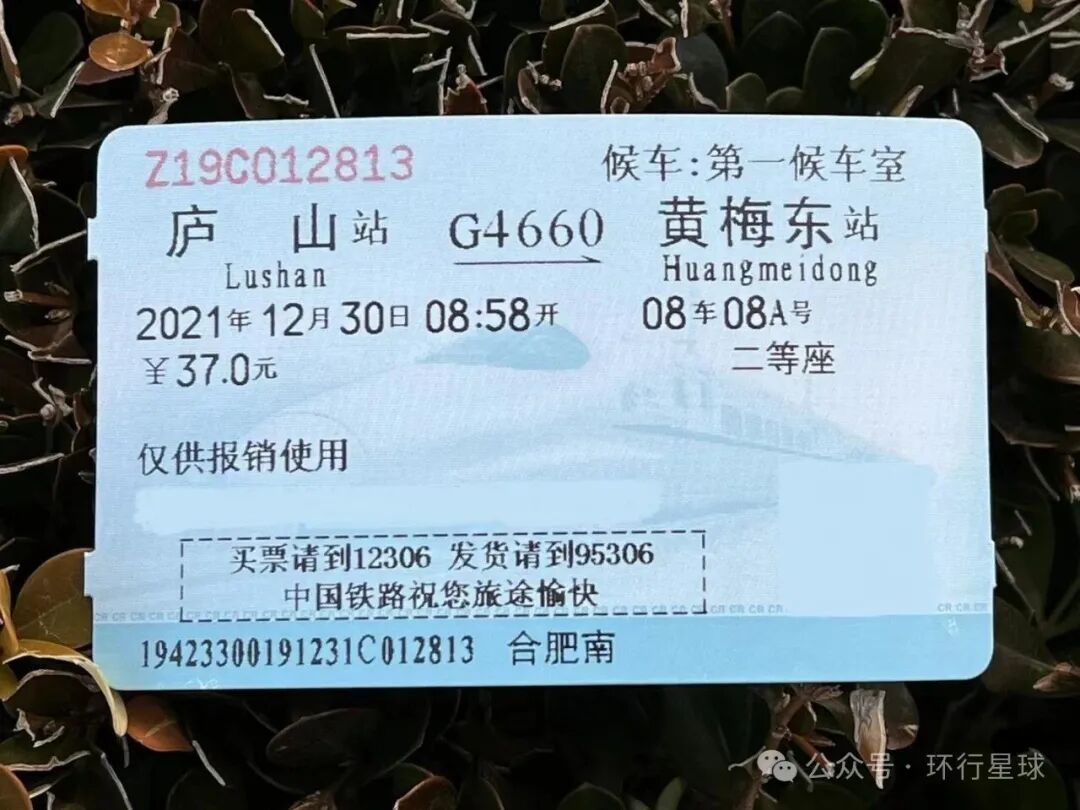 Z19C012813 候车:第一候车室
庐山站 G4660 黄梅东站
Lushan Huangmeidong
2021年12月30日08:58开 08车08A号
￥37.0元 二等座
仅供报销使用
买票请到12306 发货请到95306
中国铁路祝您旅途愉快
19423300191231C012813 合肥南
公众号·环行星球